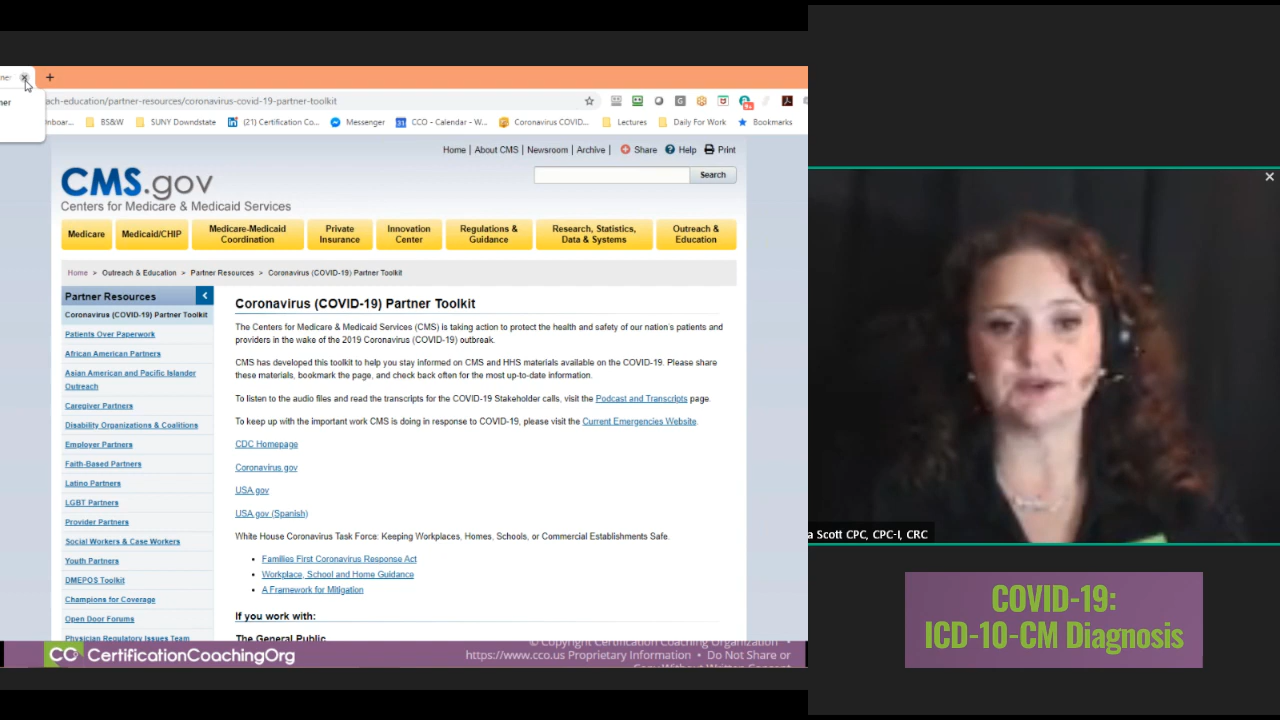 ach-education/partner-resources/coronavirus-covid-19-partner-toolkit
BS&W
SUNY Downstate
(21) Certification Co...
Messenger
CCO - Calendar - W...
Coronavirus COVID...
Lectures
Daily For Work
Bookmarks
Home | About CMS | Newsroom | Archive | Share Help Print
CMS.gov
Search
Centers for Medicare & Medicaid Services
Medicare
Medicaid/CHIP
Medicare-Medicaid
Coordination
Private
Insurance
Innovation
Center
Regulations &
Guidance
Research, Statistics,
Data & Systems
Outreach &
Education
Home > Outreach & Education > Partner Resources > Coronavirus (COVID-19) Partner Toolkit
Partner Resources
Coronavirus (COVID-19) Partner Toolkit
Patients Over Paperwork
African American Partners
Asian American and Pacific Islander
Outreach
Caregiver Partners
Disability Organizations & Coalitions
Employer Partners
Faith-Based Partners
Latino Partners
LGBT Partners
Provider Partners
Social Workers & Case Workers
Youth Partners
DMEPOS Toolkit
Champions for Coverage
Open Door Forums
Physician Regulatory Issues Team
Coronavirus (COVID-19) Partner Toolkit
The Centers for Medicare & Medicaid Services (CMS) is taking action to protect the health and safety of our nation's patients and
providers in the wake of the 2019 Coronavirus (COVID-19) outbreak.
CMS has developed this toolkit to help you stay informed on CMS and HHS materials available on the COVID-19. Please share
these materials, bookmark the page, and check back often for the most up-to-date information.
To listen to the audio files and read the transcripts for the COVID-19 Stakeholder calls, visit the Podcast and Transcripts page.
To keep up with the important work CMS is doing in response to COVID-19, please visit the Current Emergencies Website.
CDC Homepage
Coronavirus.gov
USA.gov
USA.gov (Spanish)
White House Coronavirus Task Force: Keeping Workplaces, Homes, Schools, or Commercial Establishments Safe.
• Families First Coronavirus Response Act
• Workplace, School and Home Guidance
• A Framework for Mitigation
If you work with:
The General Public
CC CertificationCoachingOrg
© Copyright Certification Coaching Organization •
https://www.cco.us Proprietary Information • Do Not Share or
Copy Without Written Consent
a Scott CPC, CPC-I, CRC
COVID-19:
ICD-10-CM Diagnosis